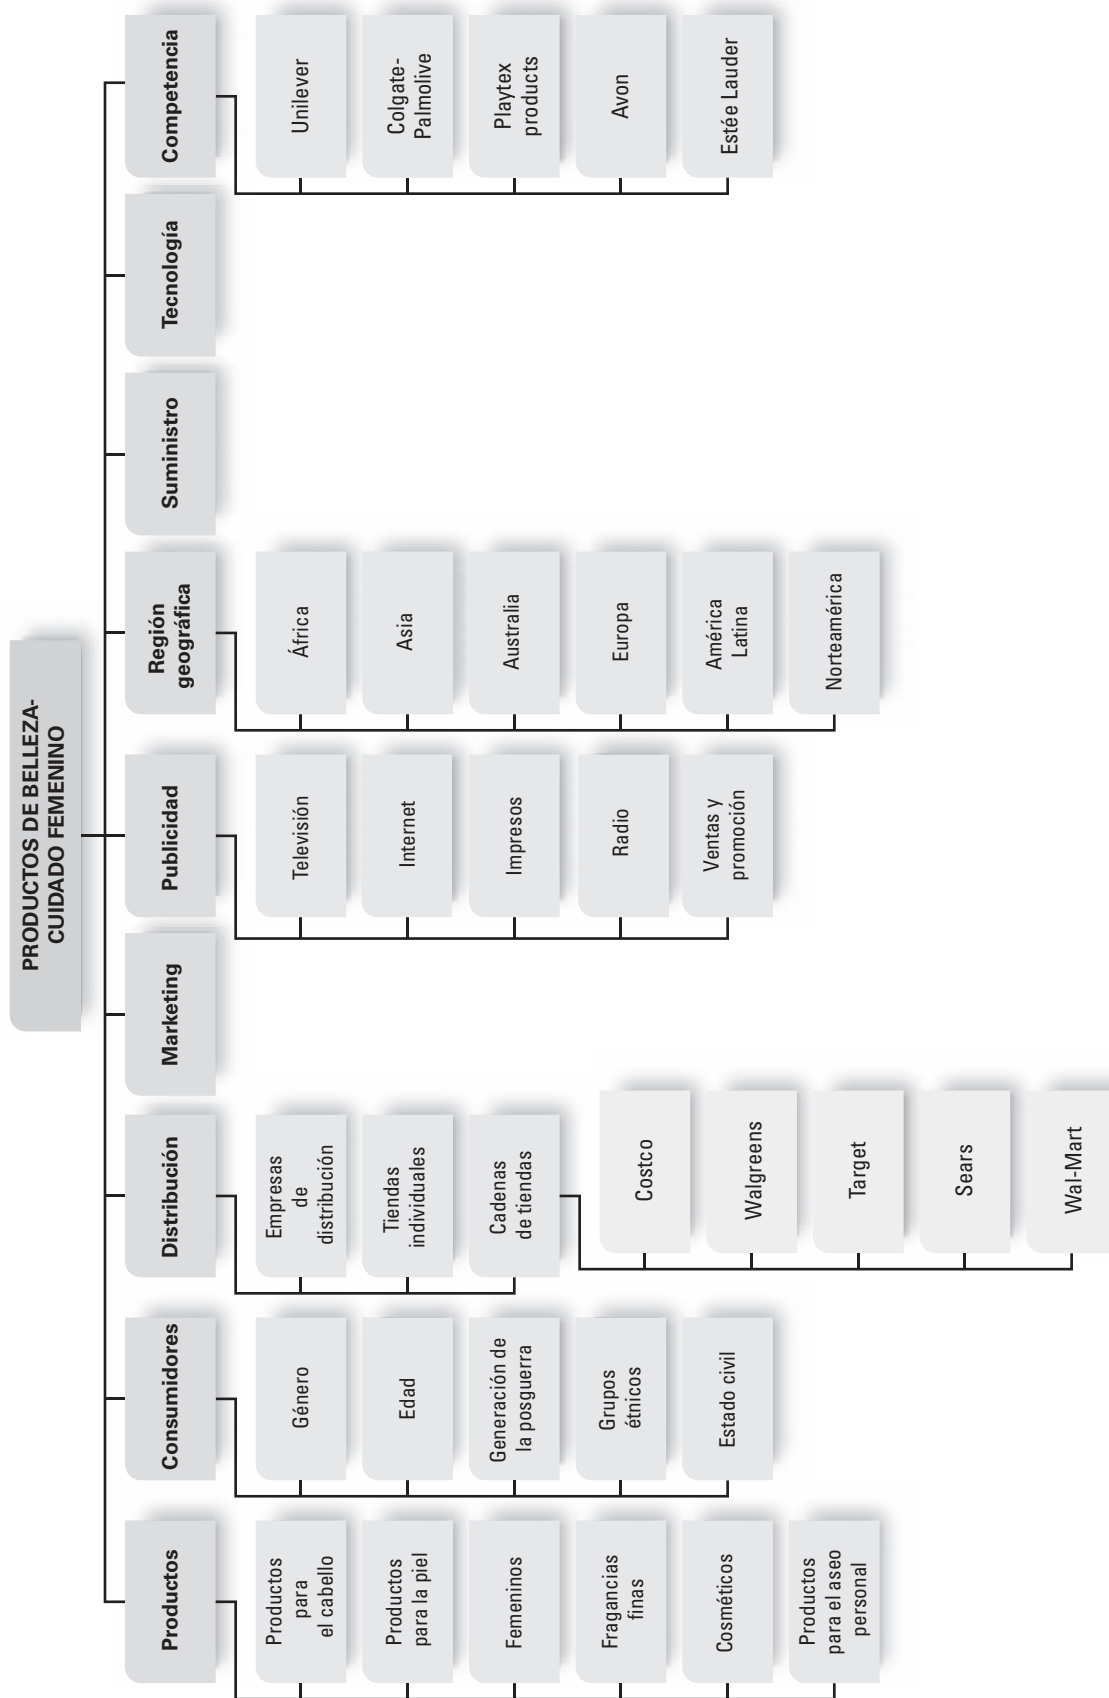 PRODUCTOS DE BELLEZA-
CUIDADO FEMENINO
Productos
Productos
para
el cabello
Productos
para la piel
Femeninos
Fragancias
finas
Cosméticos
Productos
para el aseo
personal
Consumidores
Género
Edad
Generación de
la posguerra
Grupos
étnicos
Estado civil
Distribución
Empresas
de
distribución
Tiendas
individuales
Cadenas
de tiendas
Costco
Walgreens
Target
Sears
Wal-Mart
Marketing
Publicidad
Televisión
Internet
Impresos
Radio
Ventas y
promoción
Región
geográfica
África
Asia
Australia
Europa
América
Latina
Norteamérica
Suministro
Tecnología
Competencia
Unilever
Colgate-
Palmolive
Playtex
products
Avon
Estée Lauder